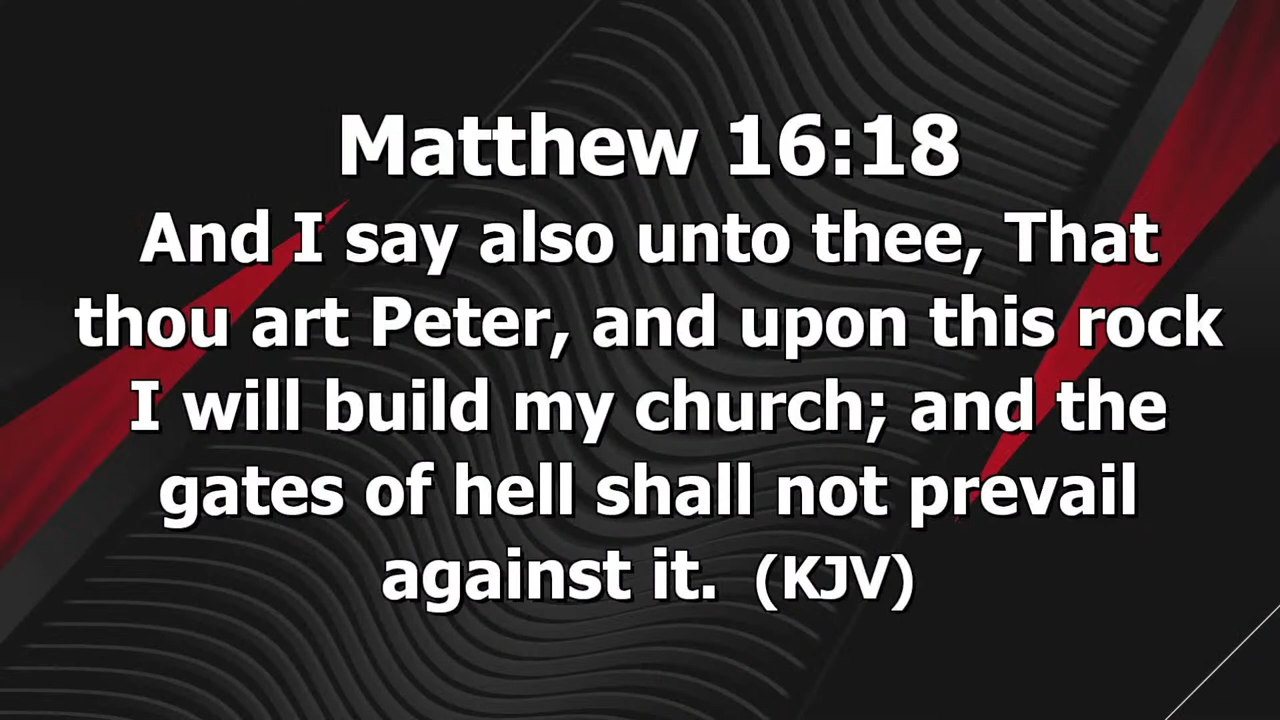 Matthew 16:18
And I say also unto thee, That
thou art Peter, and upon this rock
I will build my church; and the
gates of hell shall not prevail
against it. (KJV)